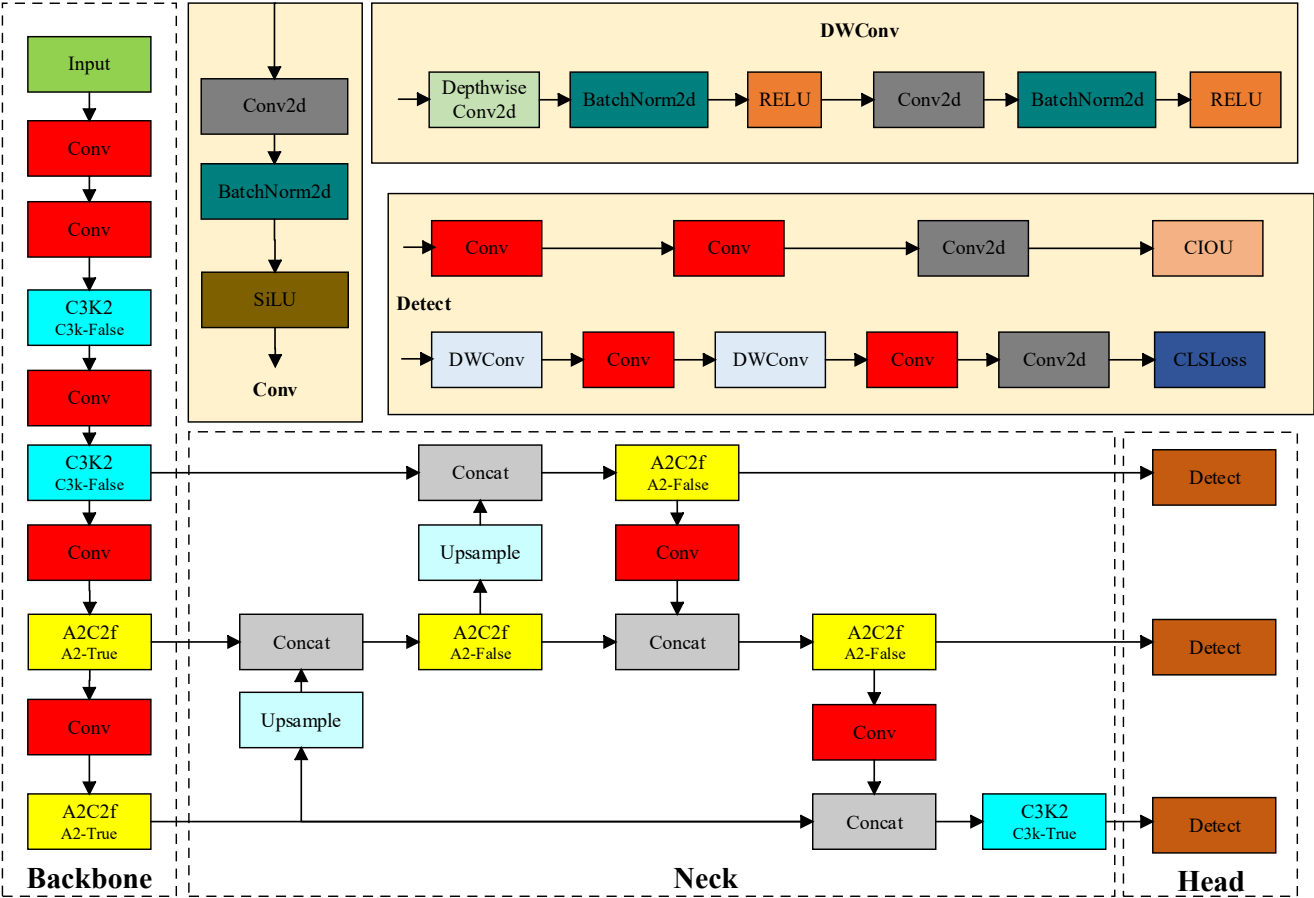 Input
Conv
Conv
C3K2
C3k-False
Conv
C3K2
C3k-False
Conv
A2C2f
A2-True
Conv
A2C2f
A2-True
Backbone
Conv2d
BatchNorm2d
SiLU
Conv
DWConv
Depthwise
Conv2d
BatchNorm2d
RELU
Conv2d
BatchNorm2d
RELU
Conv
Conv
Conv2d
CIOU
Detect
DWConv
Conv
DWConv
Conv
Conv2d
CLSLoss
Concat
A2C2f
A2-False
Upsample
Conv
Concat
A2C2f
A2-False
Concat
A2C2f
A2-False
Upsample
Conv
Concat
C3K2
C3k-True
Neck
Detect
Detect
Detect
Head